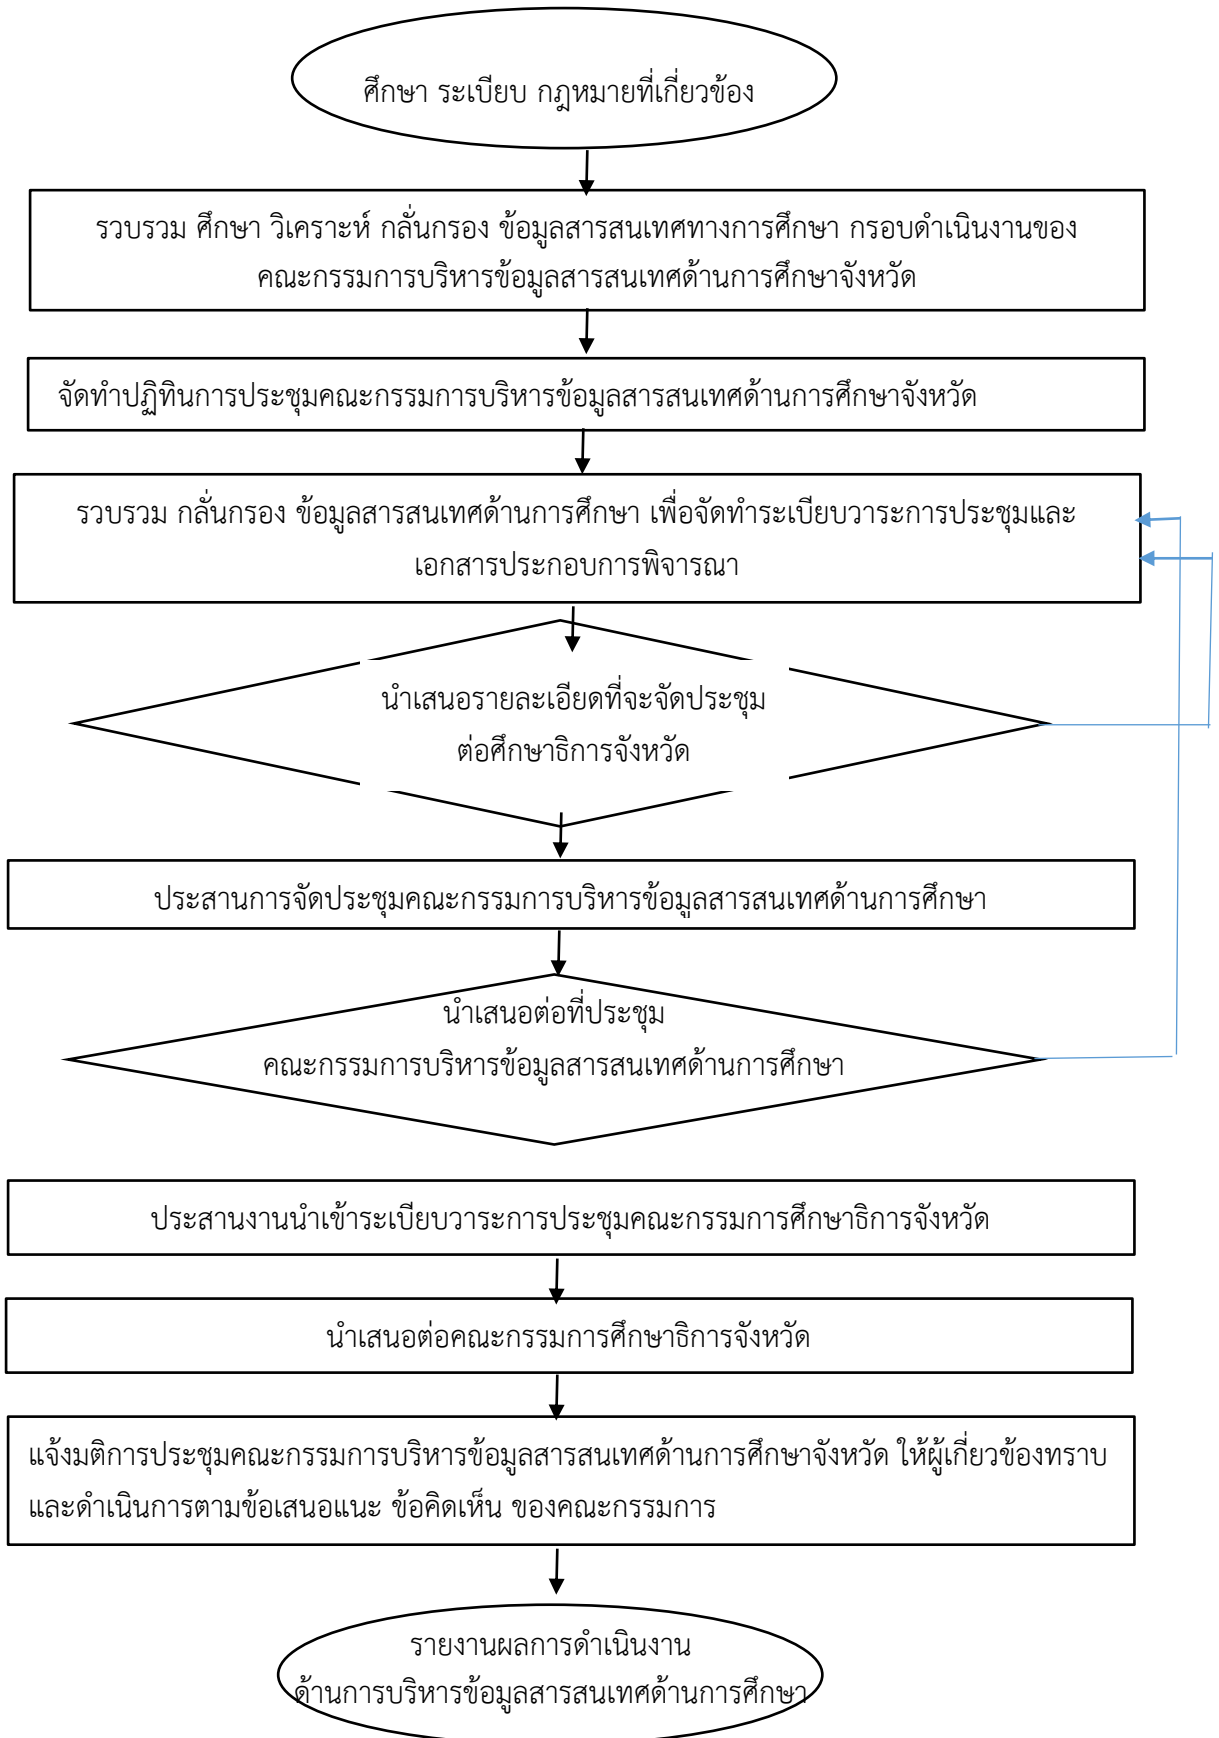 ศึกษา ระเบียบ กฎหมายที่เกี่ยวข้อง
รวบรวม ศึกษา วิเคราะห์ กลั่นกรอง ข้อมูลสารสนเทศทางการศึกษา กรอบดำเนินงานของ
คณะกรรมการบริหารข้อมูลสารสนเทศด้านการศึกษาจังหวัด
จัดทำปฏิทินการประชุมคณะกรรมการบริหารข้อมูลสารสนเทศด้านการศึกษาจังหวัด
รวบรวม กลั่นกรอง ข้อมูลสารสนเทศด้านการศึกษา เพื่อจัดทำระเบียบวาระการประชุมและ
เอกสารประกอบการพิจารณา
นำเสนอรายละเอียดที่จะจัดประชุม
ต่อศึกษาธิการจังหวัด
ประสานการจัดประชุมคณะกรรมการบริหารข้อมูลสารสนเทศด้านการศึกษา
นำเสนอต่อที่ประชุม
คณะกรรมการบริหารข้อมูลสารสนเทศด้านการศึกษา
ประสานงานนำเข้าระเบียบวาระการประชุมคณะกรรมการศึกษาธิการจังหวัด
นำเสนอต่อคณะกรรมการศึกษาธิการจังหวัด
แจ้งมติการประชุมคณะกรรมการบริหารข้อมูลสารสนเทศด้านการศึกษาจังหวัด ให้ผู้เกี่ยวข้องทราบ
และดำเนินการตามข้อเสนอแนะ ข้อคิดเห็น ของคณะกรรมการ
รายงานผลการดำเนินงาน
ด้านการบริหารข้อมูลสารสนเทศด้านการศึกษา